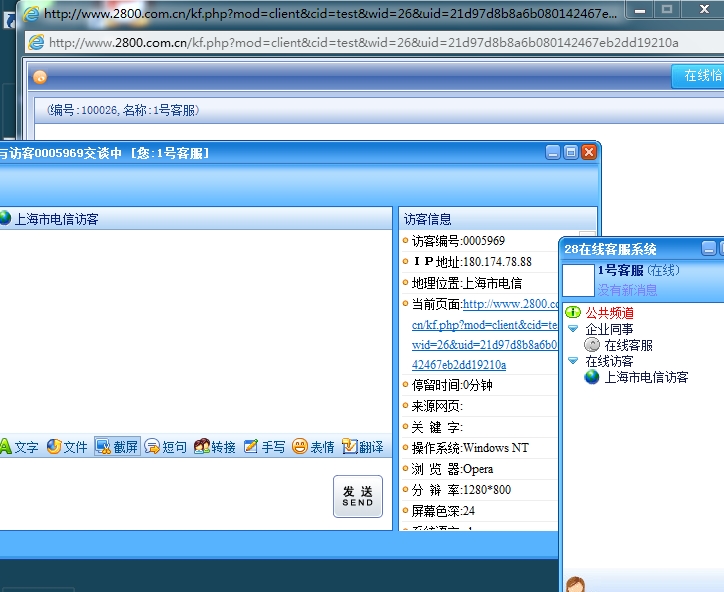 http://www.2800.com.cn/kf.php?mod=client&cid=test&wid=26&uid=21d97d8b8a6b080142467e...
http://www.2800.com.cn/kf.php?mod=client&cid=test&wid=26&uid=21d97d8b8a6b080142467eb2dd19210a
在线恰
(编号:100026,名称:1号客服)
与访客0005969交谈中 [您:1号客服]
上海市电信访客
访客信息
访客编号:0005969
IP地址:180.174.78.88
地理位置:上海市电信
当前页面:http://www.2800.co
cn/kf.php?mod=client&cid=te
wid=26&uid=21d97d8b8a6b0
42467eb2dd19210a
停留时间:0分钟
来源网页:
关 键 字:
操作系统:Windows NT
浏 览 器:Opera
分 辩 率:1280*800
屏幕色深:24
文字 文件 截屏 短句 转接 手写 表情 翻译
发 送
SEND
28在线客服系统
1号客服(在线)
没有新消息
公共频道
企业同事
在线客服
在线访客
上海市电信访客